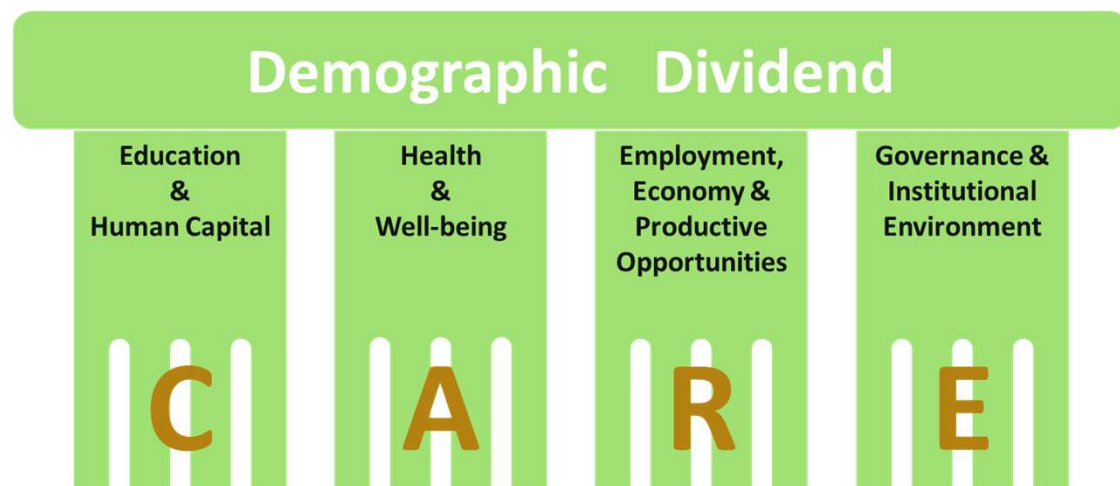 Demographic Dividend
Education
&
Human Capital
Health
&
Well-being
Employment,
Economy &
Productive
Opportunities
Governance &
Institutional
Environment
C A R E